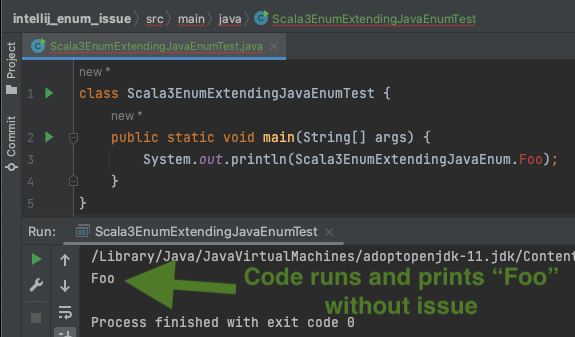 intellij_enum_issue › src › main › java › Scala3EnumExtendingJavaEnumTest
Scala3EnumExtendingJavaEnumTest.java ×
Project
Commit
new *
1 class Scala3EnumExtendingJavaEnumTest {
new *
2 public static void main(String[] args) {
3 System.out.println(Scala3EnumExtendingJavaEnum.Foo);
4 }
5 }
Run: Scala3EnumExtendingJavaEnumTest ×
/Library/Java/JavaVirtualMachines/adoptopenjdk-11.jdk/Content
Foo
Code runs and prints “Foo”
without issue
Process finished with exit code 0